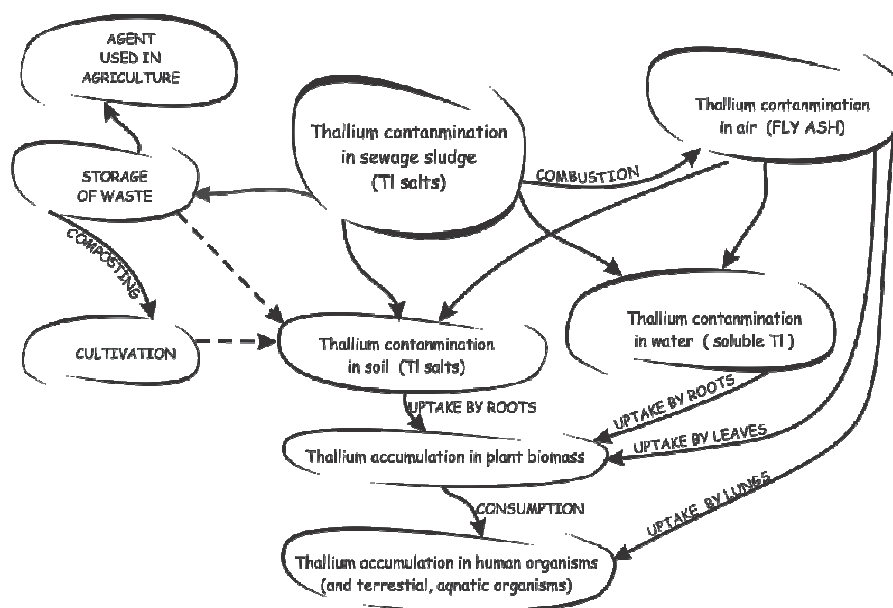 AGENT
USED IN
AGRICULTURE
Thallium contanmination
in sewage sludge
(Tl salts)
Thallium contanmination
in air (FLY ASH)
STORAGE
OF WASTE
COMBUSTION
COMPOSTING
CULTIVATION
Thallium contanmination
in soil (Tl salts)
Thallium contanmination
in water ( soluble Tl )
UPTAKE BY ROOTS
UPTAKE BY ROOTS
UPTAKE BY LEAVES
Thallium accumulation in plant biomass
CONSUMPTION
UPTAKE BY LUNGS
Thallium accumulation in human organisms
(and terrestial, aqnatic organisms)